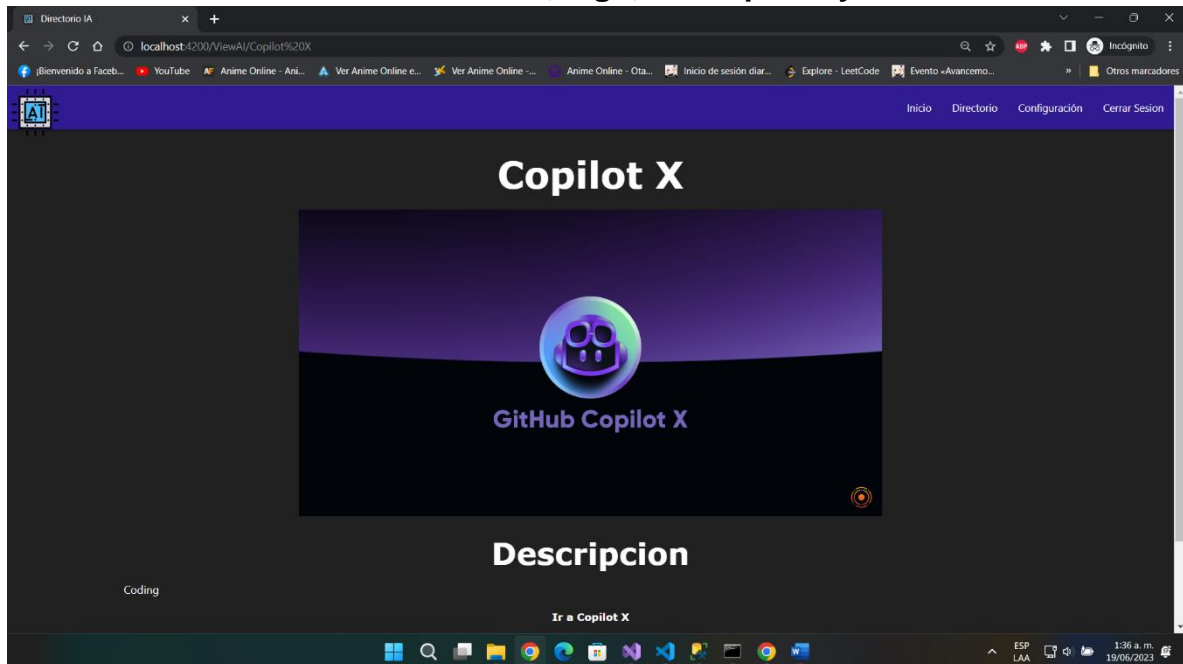 Directorio IA
localhost:4200/ViewAI/Copilot%20X
ABP
Incógnito
¡Bienvenido a Faceb...
YouTube
AF Anime Online - Ani...
Ver Anime Online e...
Ver Anime Online -...
Anime Online - Ota...
Inicio de sesión diar...
Explore - LeetCode
Evento «Avancemo...
»
Otros marcadores
AI
Inicio
Directorio
Configuración
Cerrar Sesion
Copilot X
GitHub Copilot X
Descripcion
Coding
Ir a Copilot X
ESP
LAA
1:36 a. m.
19/06/2023